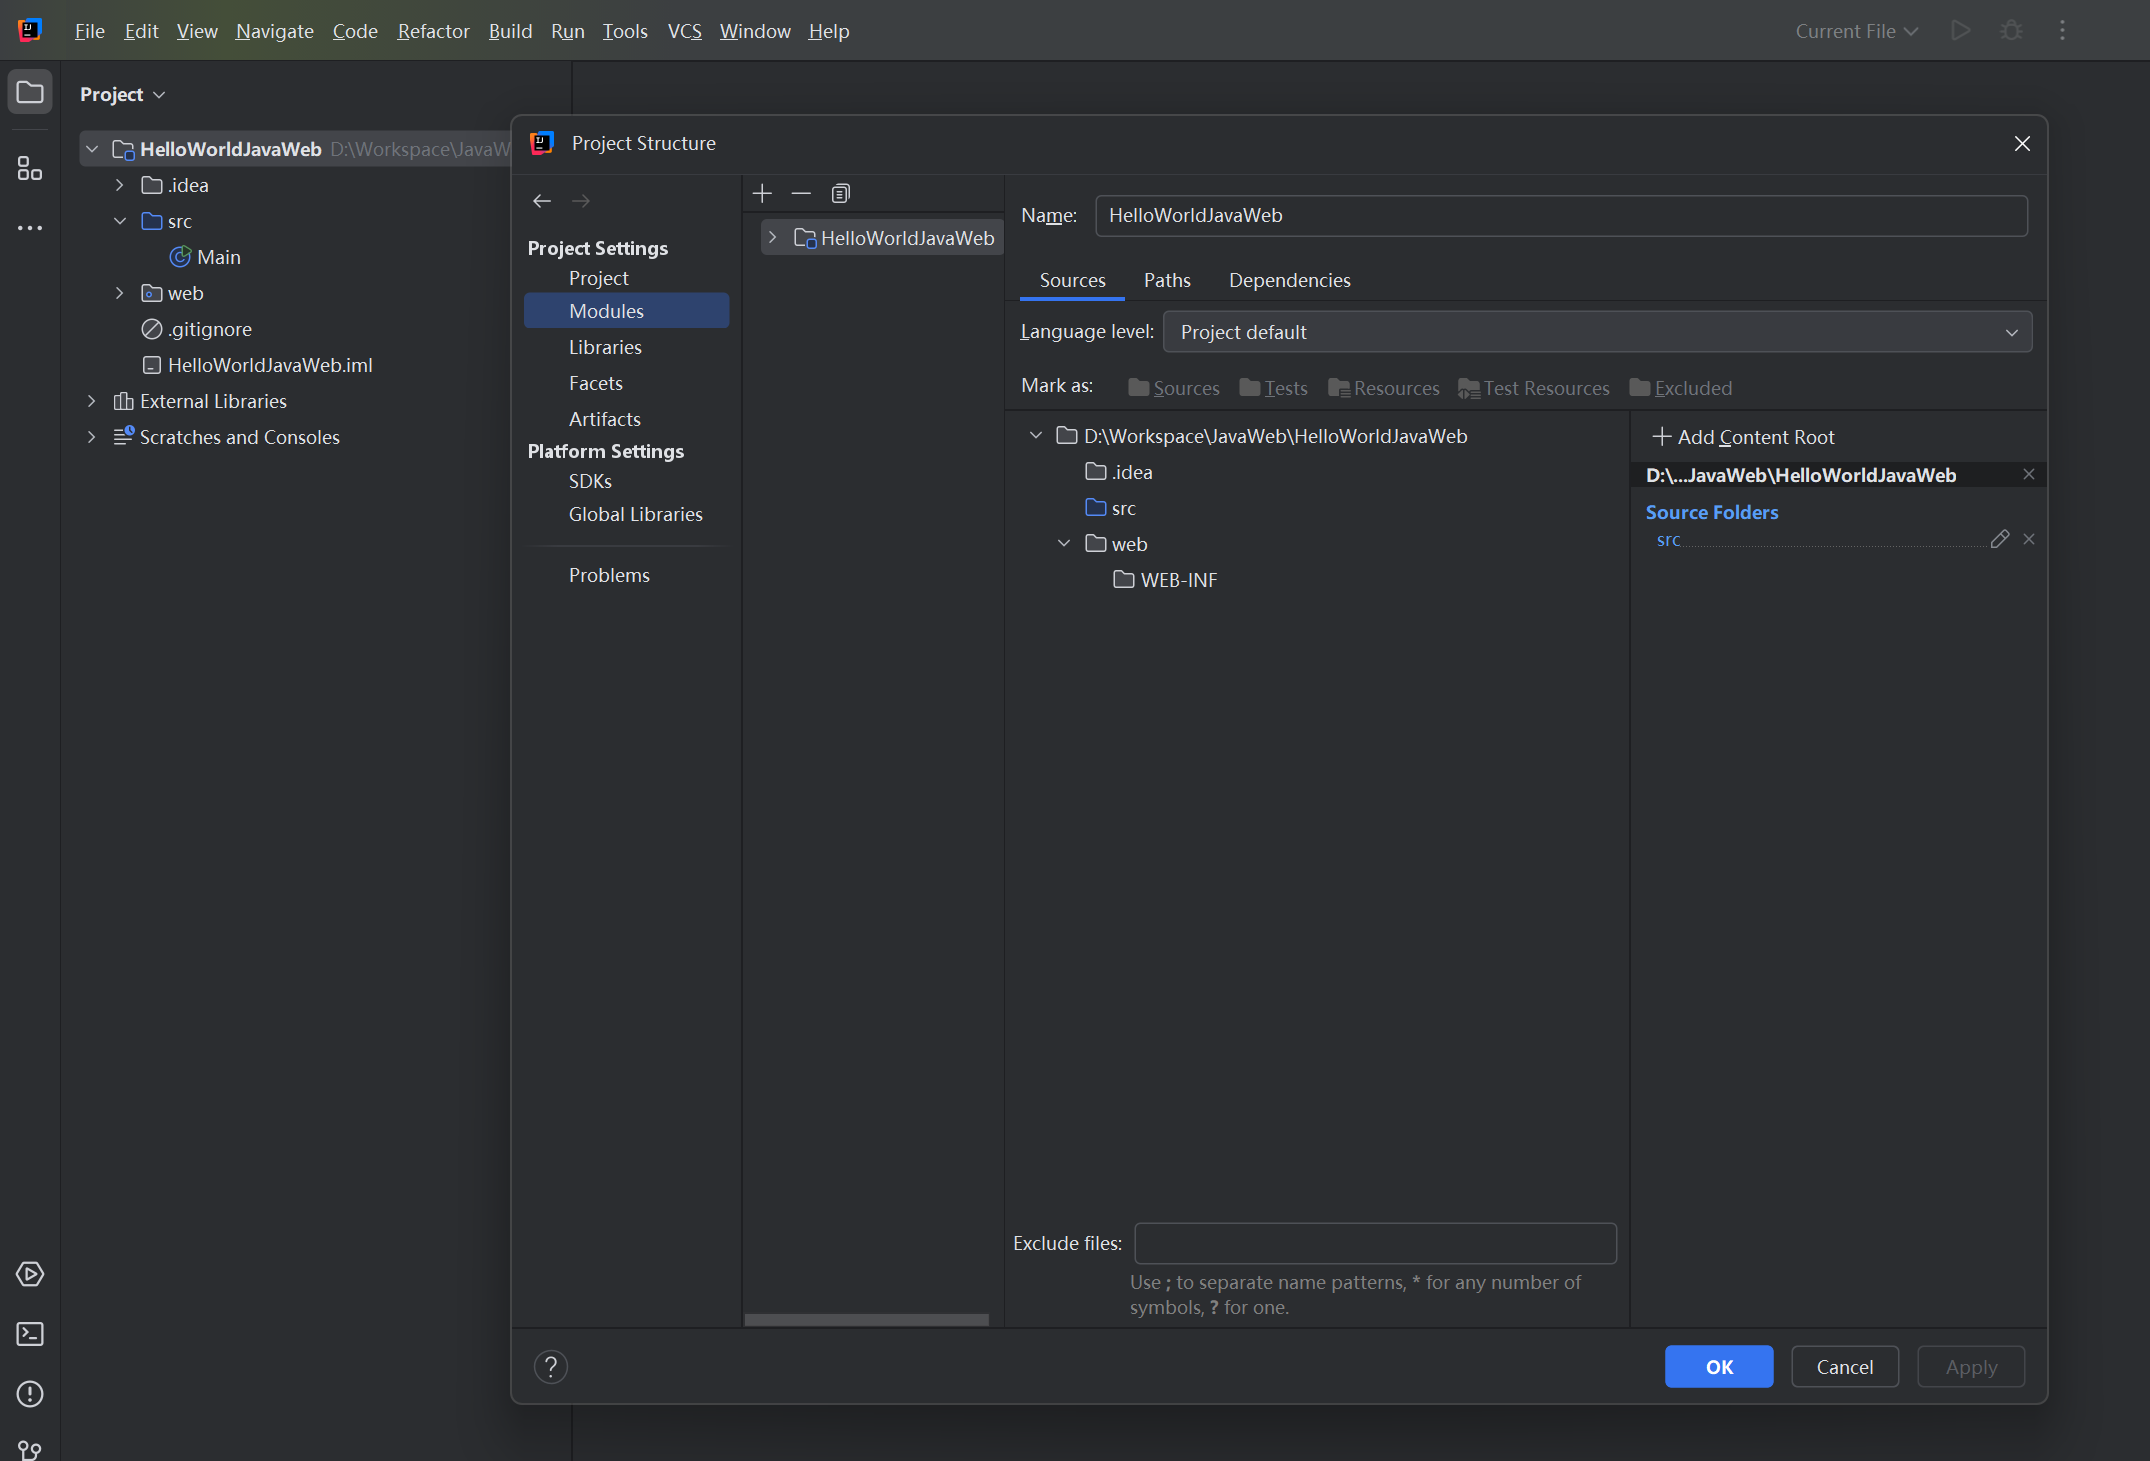 File Edit View Navigate Code Refactor Build Run Tools VCS Window Help
Current File
Project
HelloWorldJavaWeb D:\Workspace\JavaW
.idea
src
Main
web
.gitignore
HelloWorldJavaWeb.iml
External Libraries
Scratches and Consoles
Project Structure
Project Settings
Project
Modules
Libraries
Facets
Artifacts
Platform Settings
SDKs
Global Libraries
Problems
HelloWorldJavaWeb
Name: HelloWorldJavaWeb
Sources Paths Dependencies
Language level: Project default
Mark as: Sources Tests Resources Test Resources Excluded
D:\Workspace\JavaWeb\HelloWorldJavaWeb
.idea
src
web
WEB-INF
Add Content Root
D:\...JavaWeb\HelloWorldJavaWeb
Source Folders
src
Exclude files:
Use ; to separate name patterns, * for any number of
symbols, ? for one.
?
OK Cancel Apply